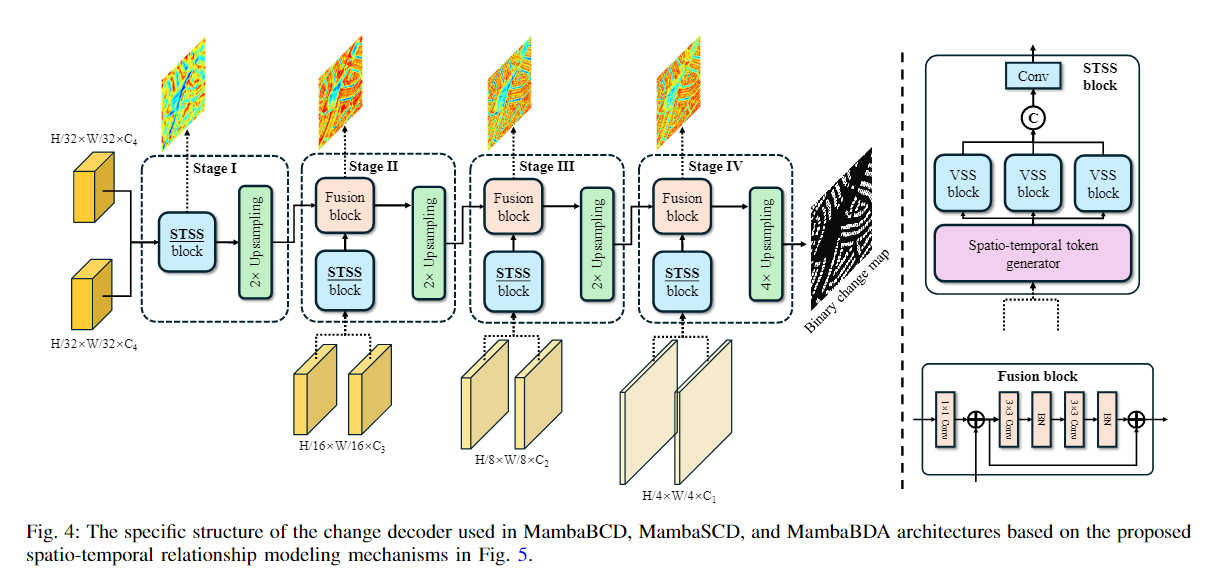 H/32×W/32×C₄
H/32×W/32×C₄
Stage I
STSS
block
2× Upsampling
Stage II
Fusion
block
STSS
block
2× Upsampling
H/16×W/16×C₃
Stage III
Fusion
block
STSS
block
2× Upsampling
H/8×W/8×C₂
Stage IV
Fusion
block
STSS
block
4× Upsampling
H/4×W/4×C₁
Binary change map
STSS
block
Conv
C
VSS
block
VSS
block
VSS
block
Spatio-temporal token
generator
Fusion block
1×1 Conv
3×3 Conv
BN
3×3 Conv
BN
Fig. 4: The specific structure of the change decoder used in MambaBCD, MambaSCD, and MambaBDA architectures based on the proposed
spatio-temporal relationship modeling mechanisms in Fig. 5.